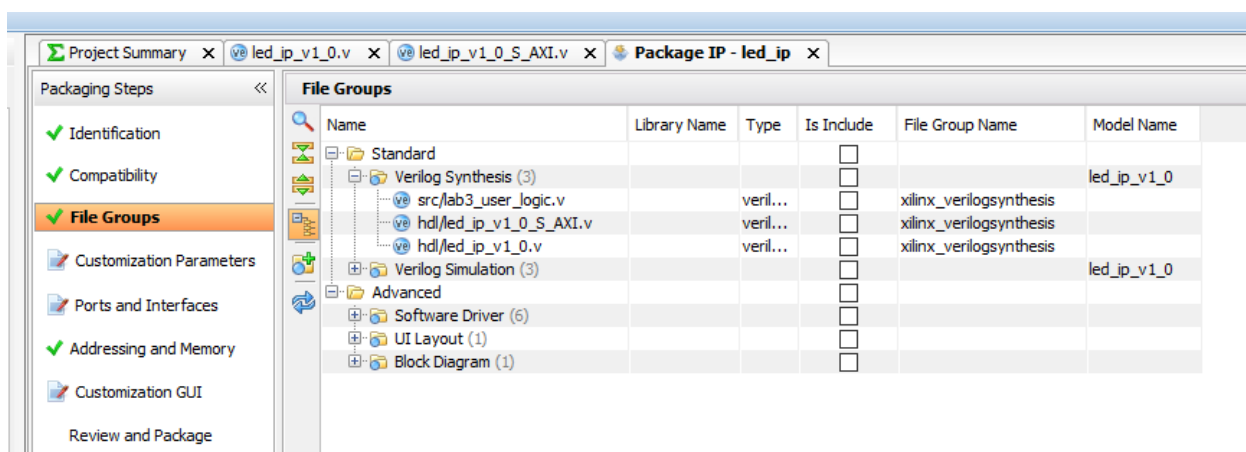 Project Summary led_ip_v1_0.v led_ip_v1_0_S_AXI.v Package IP - led_ip
Packaging Steps
Identification
Compatibility
File Groups
Customization Parameters
Ports and Interfaces
Addressing and Memory
Customization GUI
Review and Package
File Groups
Name Library Name Type Is Include File Group Name Model Name
Standard
Verilog Synthesis (3) led_ip_v1_0
src/lab3_user_logic.v veril... xilinx_verilogsynthesis
hdl/led_ip_v1_0_S_AXI.v veril... xilinx_verilogsynthesis
hdl/led_ip_v1_0.v veril... xilinx_verilogsynthesis
Verilog Simulation (3) led_ip_v1_0
Advanced
Software Driver (6)
UI Layout (1)
Block Diagram (1)